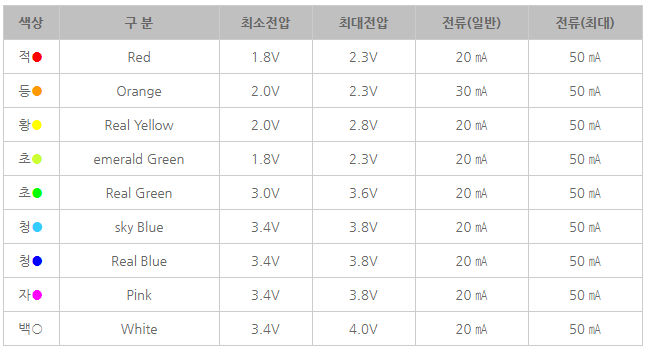 색상 구 분 최소전압 최대전압 전류(일반) 전류(최대)
적 Red 1.8V 2.3V 20 ㎃ 50 ㎃
등 Orange 2.0V 2.3V 30 ㎃ 50 ㎃
황 Real Yellow 2.0V 2.8V 20 ㎃ 50 ㎃
초 emerald Green 1.8V 2.3V 20 ㎃ 50 ㎃
초 Real Green 3.0V 3.6V 20 ㎃ 50 ㎃
청 sky Blue 3.4V 3.8V 20 ㎃ 50 ㎃
청 Real Blue 3.4V 3.8V 20 ㎃ 50 ㎃
자 Pink 3.4V 3.8V 20 ㎃ 50 ㎃
백○ White 3.4V 4.0V 20 ㎃ 50 ㎃